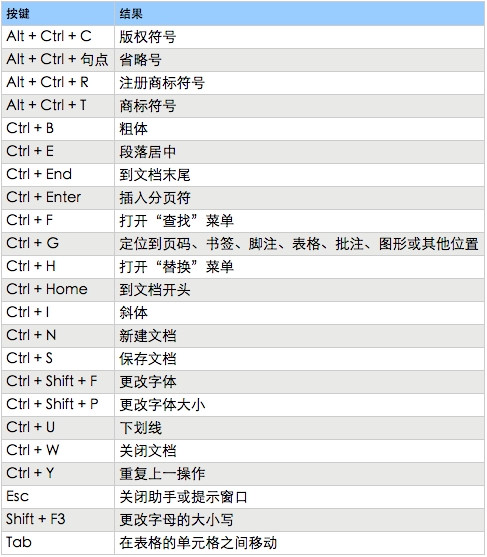 按键 结果
Alt + Ctrl + C 版权符号
Alt + Ctrl + 句点 省略号
Alt + Ctrl + R 注册商标符号
Alt + Ctrl + T 商标符号
Ctrl + B 粗体
Ctrl + E 段落居中
Ctrl + End 到文档末尾
Ctrl + Enter 插入分页符
Ctrl + F 打开“查找”菜单
Ctrl + G 定位到页码、书签、脚注、表格、批注、图形或其他位置
Ctrl + H 打开“替换”菜单
Ctrl + Home 到文档开头
Ctrl + I 斜体
Ctrl + N 新建文档
Ctrl + S 保存文档
Ctrl + Shift + F 更改字体
Ctrl + Shift + P 更改字体大小
Ctrl + U 下划线
Ctrl + W 关闭文档
Ctrl + Y 重复上一操作
Esc 关闭助手或提示窗口
Shift + F3 更改字母的大小写
Tab 在表格的单元格之间移动